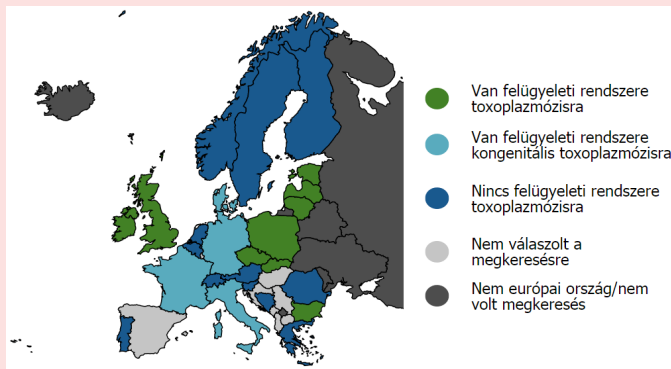 Van felügyeleti rendszere
toxoplazmózisra
Van felügyeleti rendszere
kongenitális toxoplazmózisra
Nincs felügyeleti rendszere
toxoplazmózisra
Nem válaszolt a
megkeresésre
Nem európai ország/nem
volt megkeresés